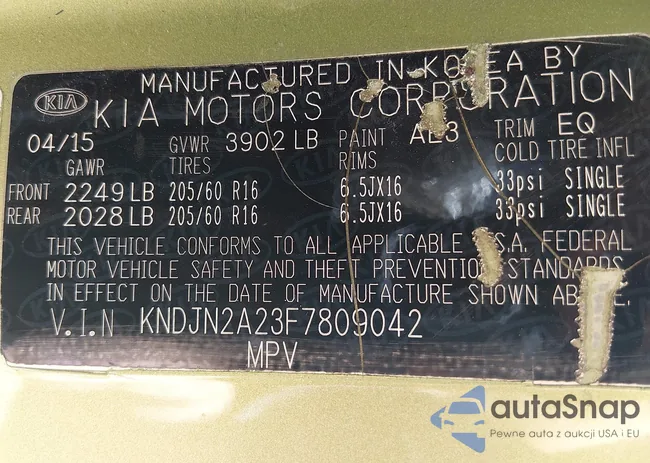 MANUFACTURED IN KOREA BY
KIA KIA MOTORS CORPORATION
04/15 GVWR 3902 LB PAINT TRIM EQ
GAWR TIRES RIMS COLD TIRE INFL
FRONT 2249 LB 205/60 R16 6.5JX16 33psi SINGLE
REAR 2028 LB 205/60 R16 6.5JX16 33psi SINGLE
THIS VEHICLE CONFORMS TO ALL APPLICABLE U.S.A. FEDERAL
MOTOR VEHICLE SAFETY AND THEFT PREVENTION STANDARDS
IN EFFECT ON THE DATE OF MANUFACTURE SHOWN ABOVE.
V.I.N KNDJN2A23F7809042
MPV
autaSnap
Pewne auta z aukcji USA i EU